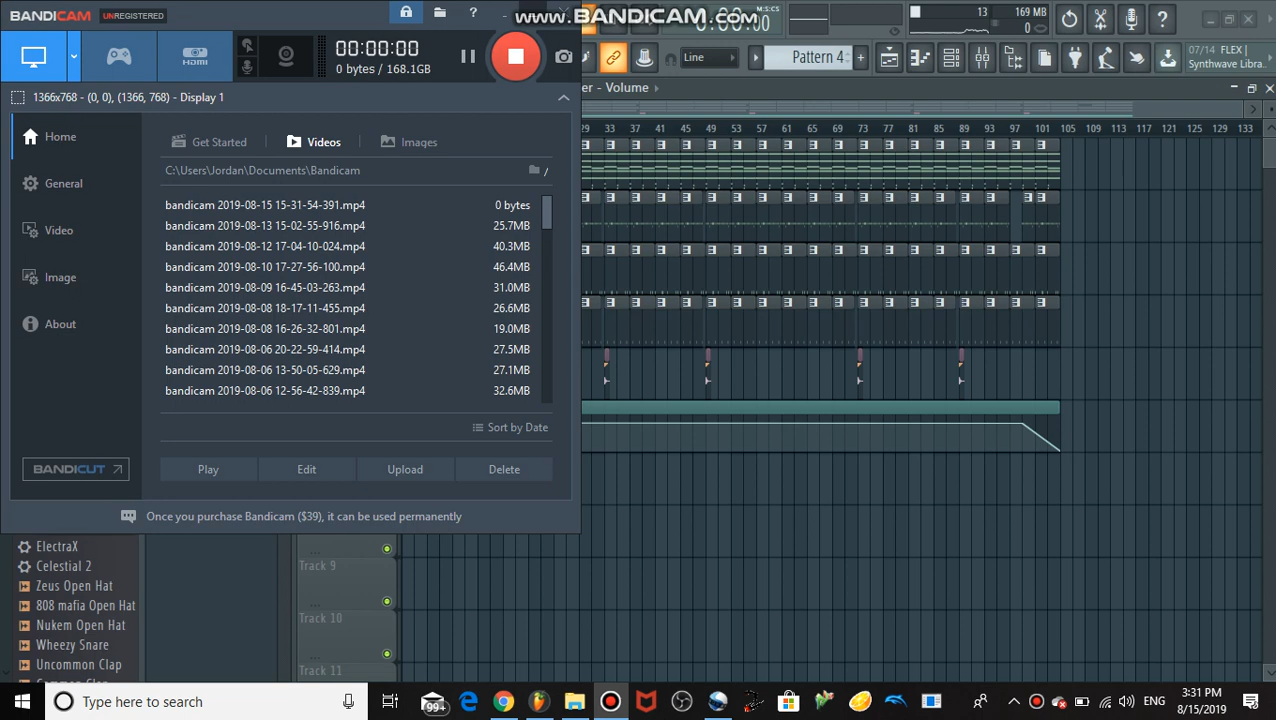 BANDICAM UNREGISTERED
www.BANDICAM.com
M:S:CS
0:00:00
13
169 MB
00:00:00
0 bytes / 168.1GB
HDMI
Line
Pattern 4
07/14 FLEX |
Synthwave Libra..
1366x768 - (0, 0), (1366, 768) - Display 1
er - Volume
Home
General
Video
Image
About
Get Started
Videos
Images
C:\Users\Jordan\Documents\Bandicam
/
bandicam 2019-08-15 15-31-54-391.mp4 0 bytes
bandicam 2019-08-13 15-02-55-916.mp4 25.7MB
bandicam 2019-08-12 17-04-10-024.mp4 40.3MB
bandicam 2019-08-10 17-27-56-100.mp4 46.4MB
bandicam 2019-08-09 16-45-03-263.mp4 31.0MB
bandicam 2019-08-08 18-17-11-455.mp4 26.6MB
bandicam 2019-08-08 16-26-32-801.mp4 19.0MB
bandicam 2019-08-06 20-22-59-414.mp4 27.5MB
bandicam 2019-08-06 13-50-05-629.mp4 27.1MB
bandicam 2019-08-06 12-56-42-839.mp4 32.6MB
Sort by Date
BANDICUT
Play
Edit
Upload
Delete
Once you purchase Bandicam ($39), it can be used permanently
29 33 37 41 45 49 53 57 61 65 69 73 77 81 85 89 93 97 101 105 109 113 117 121 125 129 133
ElectraX
Celestial 2
Zeus Open Hat
808 mafia Open Hat
Nukem Open Hat
Wheezy Snare
Uncommon Clap
Track 9
Track 10
Track 11
Type here to search
99+
3:31 PM
8/15/2019